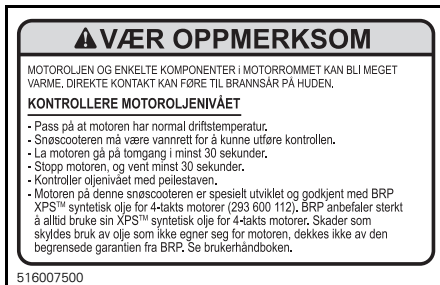 ⚠VÆR OPPMERKSOM
MOTOROLJEN OG ENKELTE KOMPONENTER i MOTORROMMET KAN BLI MEGET
VARME. DIREKTE KONTAKT KAN FØRE TIL BRANNSÅR PÅ HUDEN.
KONTROLLERE MOTOROLJENIVÅET
- Pass på at motoren har normal driftstemperatur.
- Snøscooteren må være vannrett for å kunne utføre kontrollen.
- La motoren gå på tomgang i minst 30 sekunder.
- Stopp motoren, og vent minst 30 sekunder.
- Kontroller oljenivået med peilestaven.
- Motoren på denne snøscooteren er spesielt utviklet og godkjent med BRP
XPS™ syntetisk olje for 4-takts motorer (293 600 112). BRP anbefaler sterkt
å alltid bruke sin XPS™ syntetisk olje for 4-takts motorer. Skader som
skyldes bruk av olje som ikke egner seg for motoren, dekkes ikke av den
begrensede garantien fra BRP. Se brukerhåndboken.
516007500